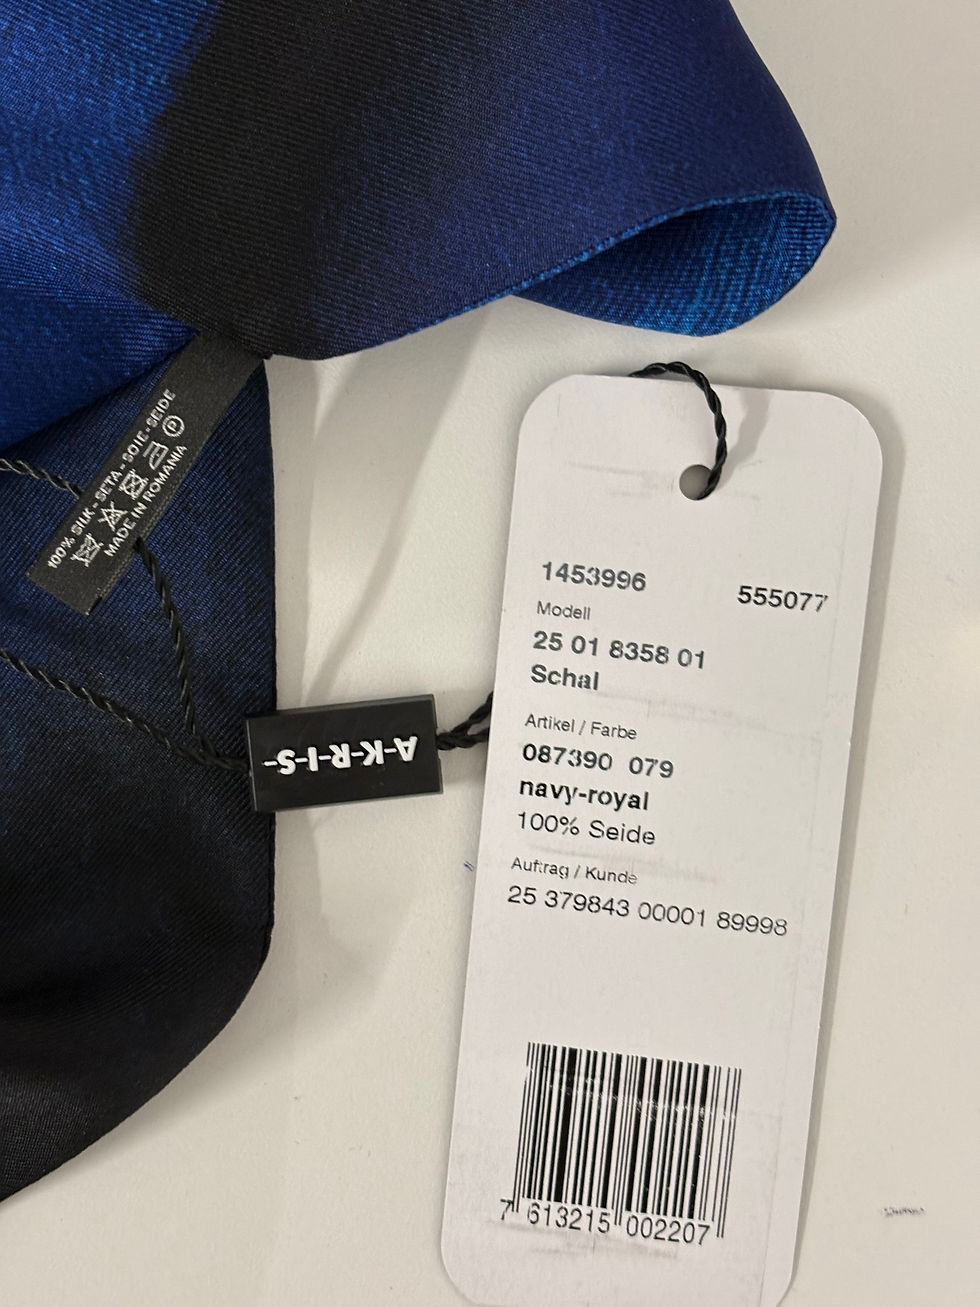 100% SILK - SETA - SOIE - SEIDE
P
MADE IN ROMANIA
A-K-R-I-S-
1453996 555077
Modell
25 01 8358 01
Schal
Artikel / Farbe
087390 079
navy-royal
100% Seide
Auftrag / Kunde
25 379843 00001 89998
7 613215 002207